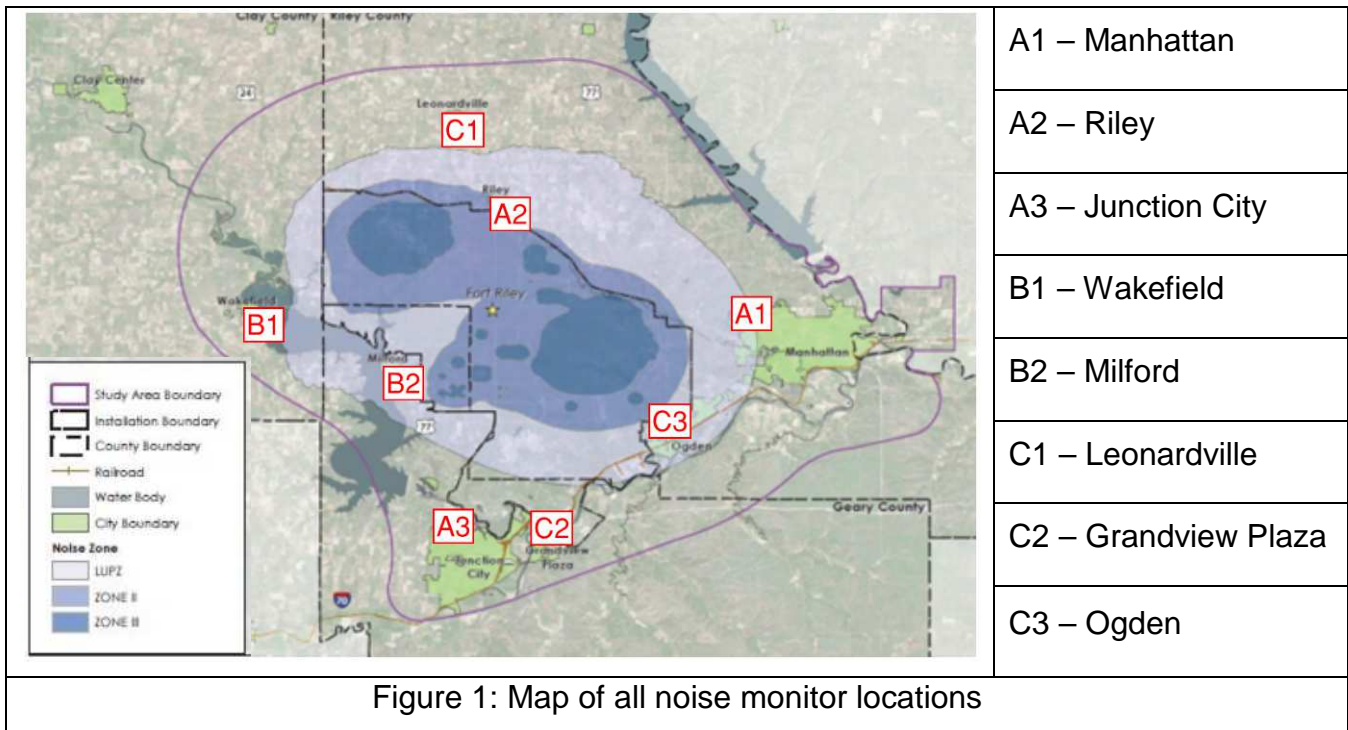 Clay County
Riley County
Clay Center
24
77
Leonardville
C1
Riley
A2
Fort Riley
Wakefield
B1
A1
Manhattan
Milford
B2
77
C3
Ogden
Geary County
A3
C2
Grandview
Plaza
Junction
City
70
Study Area Boundary
Installation Boundary
County Boundary
Railroad
Water Body
City Boundary
Noise Zone
LUPZ
ZONE II
ZONE III
A1 – Manhattan
A2 – Riley
A3 – Junction City
B1 – Wakefield
B2 – Milford
C1 – Leonardville
C2 – Grandview Plaza
C3 – Ogden
Figure 1: Map of all noise monitor locations